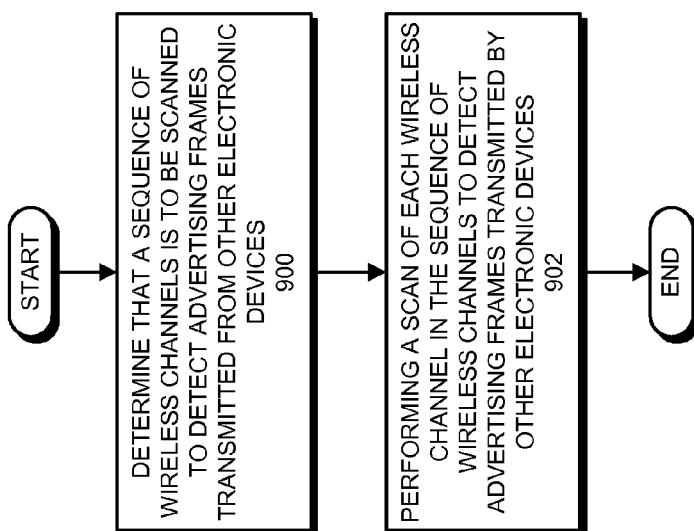 START
DETERMINE THAT A SEQUENCE OF
WIRELESS CHANNELS IS TO BE SCANNED
TO DETECT ADVERTISING FRAMES
TRANSMITTED FROM OTHER ELECTRONIC
DEVICES
900
PERFORMING A SCAN OF EACH WIRELESS
CHANNEL IN THE SEQUENCE OF
WIRELESS CHANNELS TO DETECT
ADVERTISING FRAMES TRANSMITTED BY
OTHER ELECTRONIC DEVICES
902
END